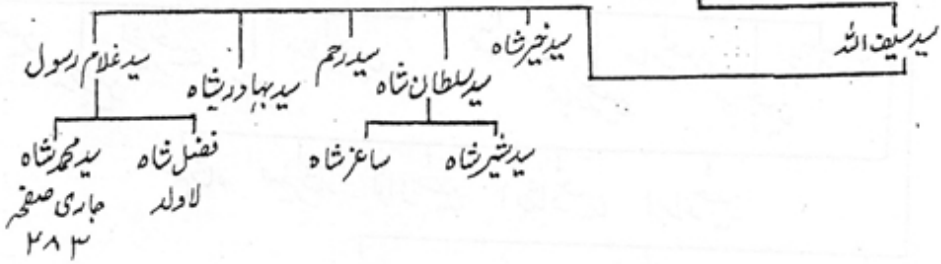 سید سیف اللہ
سید خیر شاہ
سید سلطان شاہ
سید رحم
سید بہادر شاہ
سید غلام رسول
سید شیر شاہ
ساغر شاہ
فضل شاہ
لاولد
سید محمد شاہ
جاری صفحہ
۲۸۳